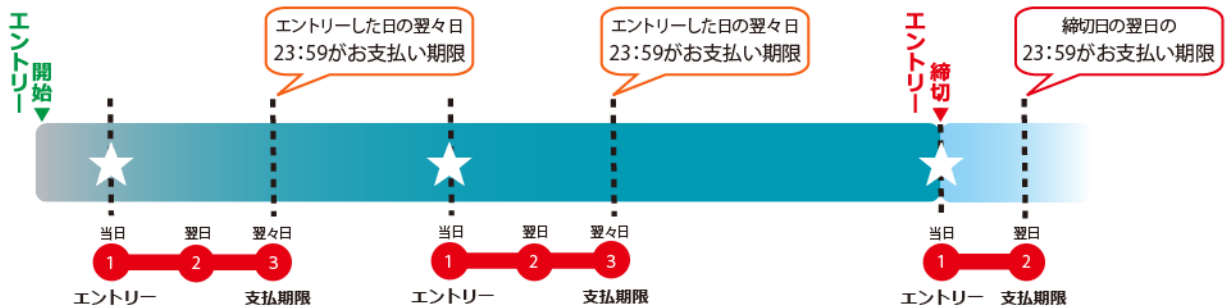 エントリー
開始▼
エントリーした日の翌々日
23:59がお支払い期限
エントリーした日の翌々日
23:59がお支払い期限
エントリー
締切▼
締切日の翌日の
23:59がお支払い期限
当日 翌日 翌々日
1 2 3
エントリー 支払期限
当日 翌日 翌々日
1 2 3
エントリー 支払期限
当日 翌日
1 2
エントリー 支払期限